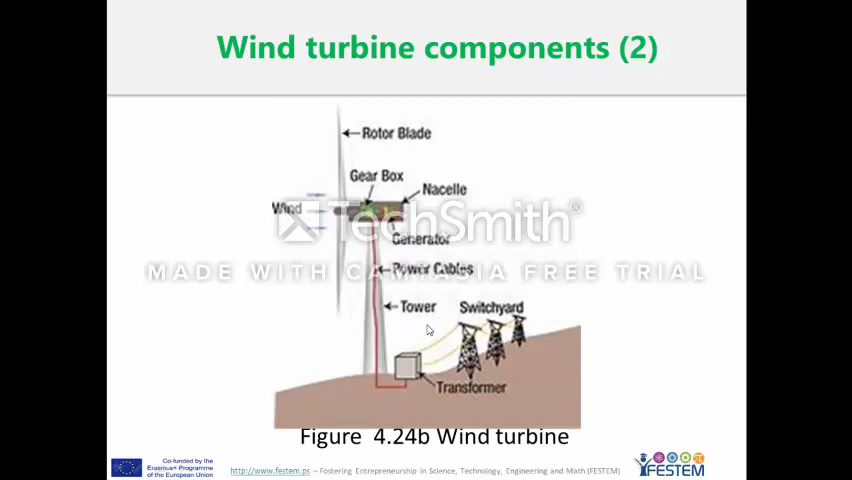 Wind turbine components (2)
Rotor Blade
Gear Box
Nacelle
Wind
TechSmith®
Generator
MADE WITH CAMTASIA FREE TRIAL
Power Cables
Tower
Switchyard
Transformer
Figure 4.24b Wind turbine
Co-funded by the
Erasmus+ Programme
of the European Union
http://www.festem.ps – Fostering Entrepreneurship in Science, Technology, Engineering and Math (FESTEM)
FESTEM